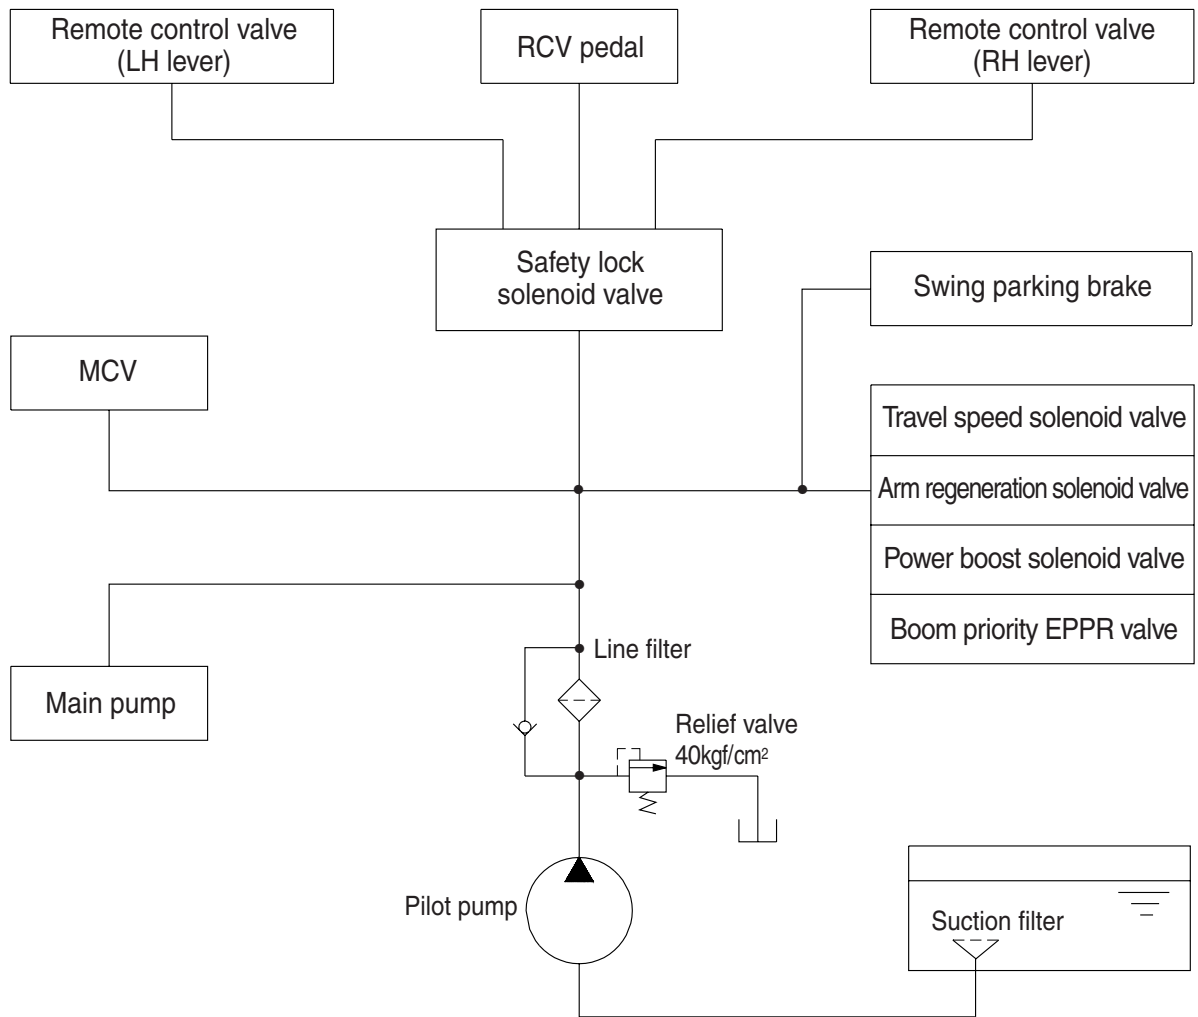 Remote control valve
(LH lever)
RCV pedal
Remote control valve
(RH lever)
Safety lock
solenoid valve
Swing parking brake
MCV
Travel speed solenoid valve
Arm regeneration solenoid valve
Power boost solenoid valve
Boom priority EPPR valve
Line filter
Main pump
Relief valve
40kgf/cm²
Pilot pump
Suction filter